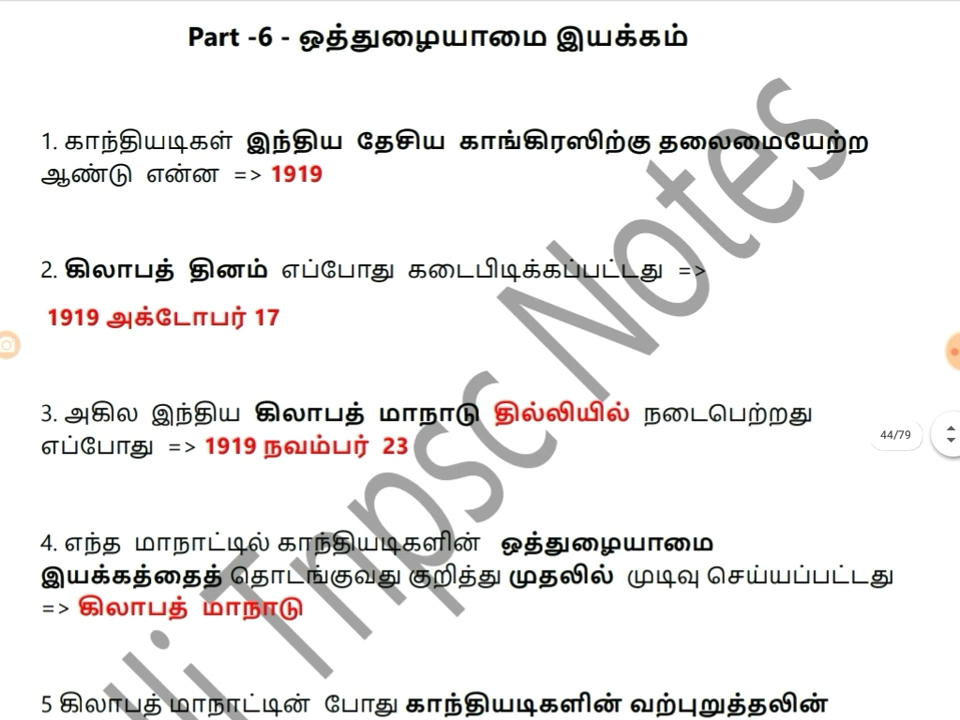 Part -6 - ஒத்துழையாமை இயக்கம்
1. காந்தியடிகள் இந்திய தேசிய காங்கிரஸிற்கு தலைமையேற்ற
ஆண்டு என்ன => 1919
2. கிலாபத் தினம் எப்போது கடைபிடிக்கப்பட்டது =>
1919 அக்டோபர் 17
3. அகில இந்திய கிலாபத் மாநாடு தில்லியில் நடைபெற்றது
எப்போது => 1919 நவம்பர் 23
44/79
4. எந்த மாநாட்டில் காந்தியடிகளின் ஒத்துழையாமை
இயக்கத்தைத் தொடங்குவது குறித்து முதலில் முடிவு செய்யப்பட்டது
=> கிலாபத் மாநாடு
5 கிலாபத் மாநாட்டின் போது காந்தியடிகளின் வற்புறுத்தலின்
Tnpsc Notes